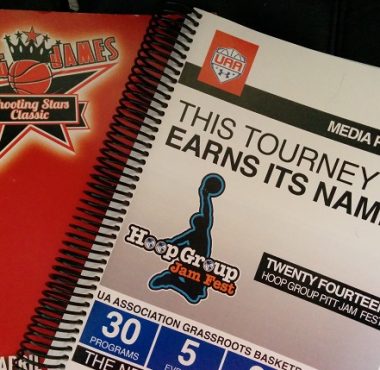 JAMES
Shooting Stars
Classic
UAA
MEDIA
THIS TOURNEY
EARNS ITS NAM
Hoop Group
Jam Fest
TWENTY FOURTEEN
HOOP GROUP PITT JAM FEST
UA ASSOCIATION GRASSROOTS BASKETB
30
PROGRAMS
5
THE